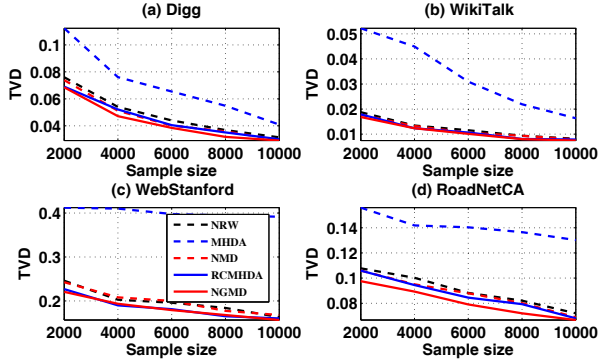 (a) Digg
TVD
0.1
0.08
0.06
0.04
2000 4000 6000 8000 10000
Sample size
(b) WikiTalk
TVD
0.05
0.04
0.03
0.02
0.01
2000 4000 6000 8000 10000
Sample size
(c) WebStanford
TVD
0.4
0.3
0.2
NRW
MHDA
NMD
RCMHDA
NGMD
2000 4000 6000 8000 10000
Sample size
(d) RoadNetCA
TVD
0.14
0.12
0.1
0.08
2000 4000 6000 8000 10000
Sample size